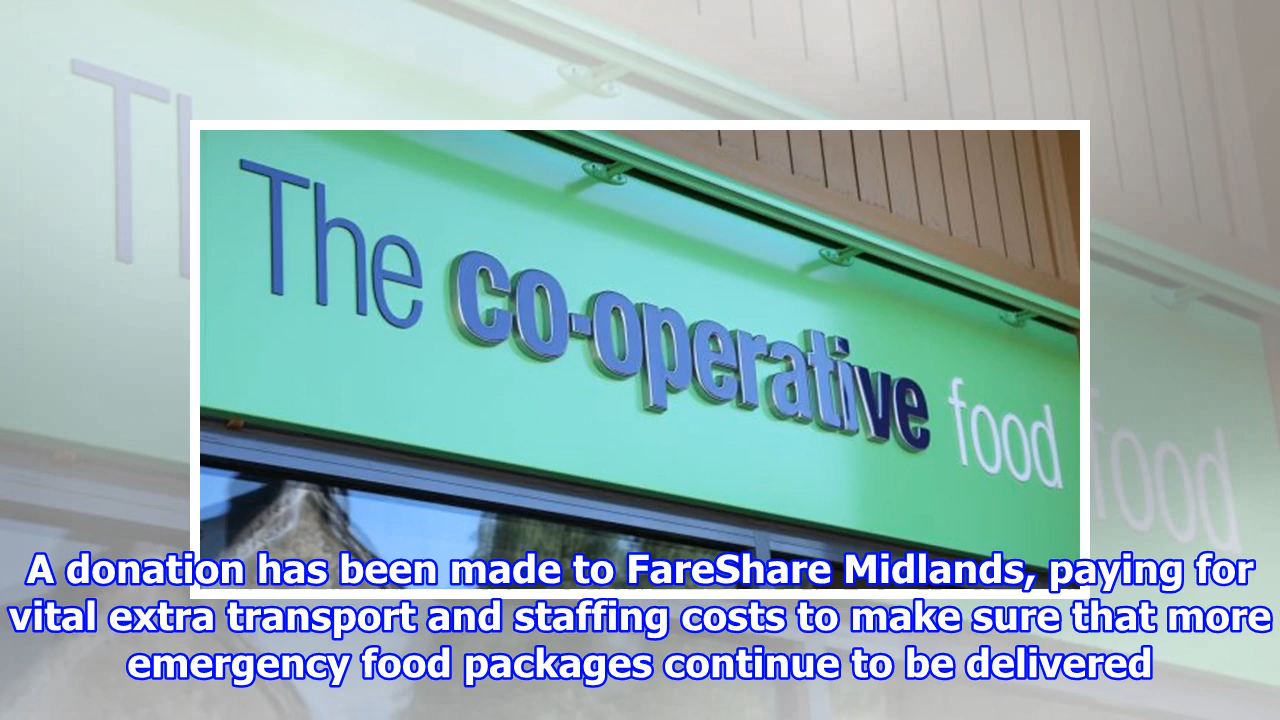 The co-operative food
A donation has been made to FareShare Midlands, paying for
vital extra transport and staffing costs to make sure that more
emergency food packages continue to be delivered